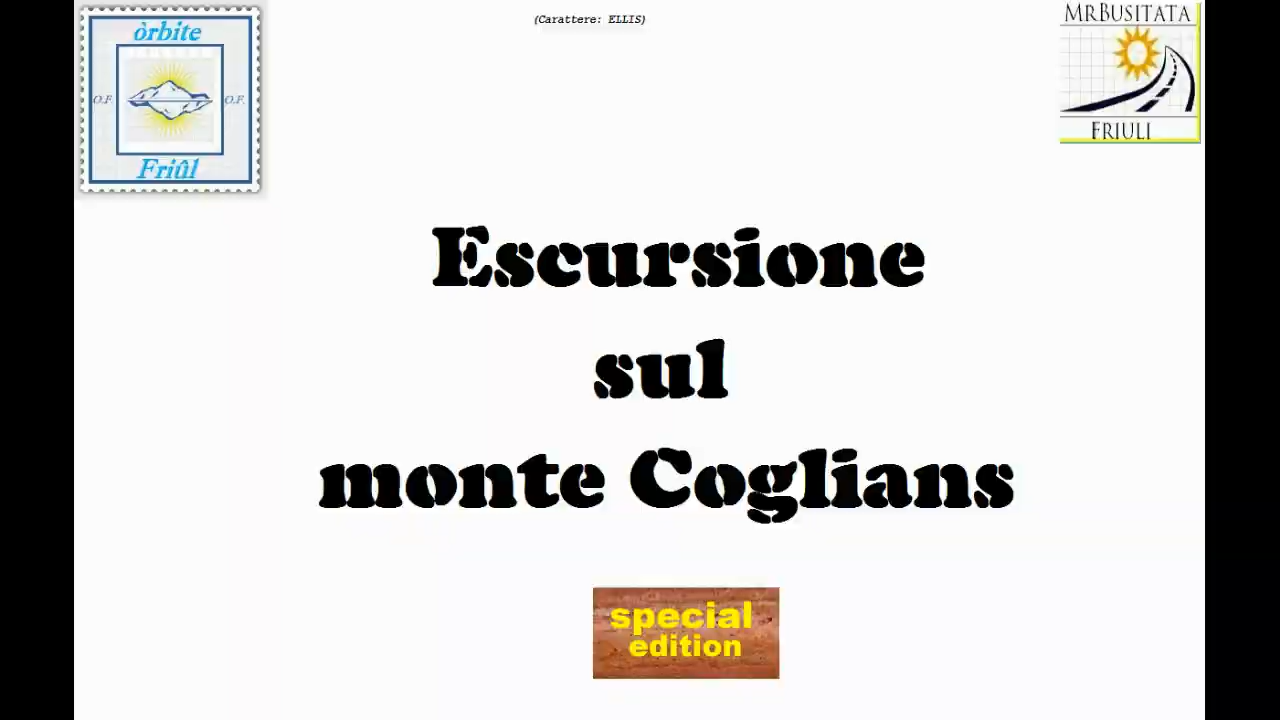 òrbite
O.F. O.F.
Friûl
(Carattere: ELLIS)
MRBUSITATA
FRIULI
Escursione
sul
monte Coglians
special
edition